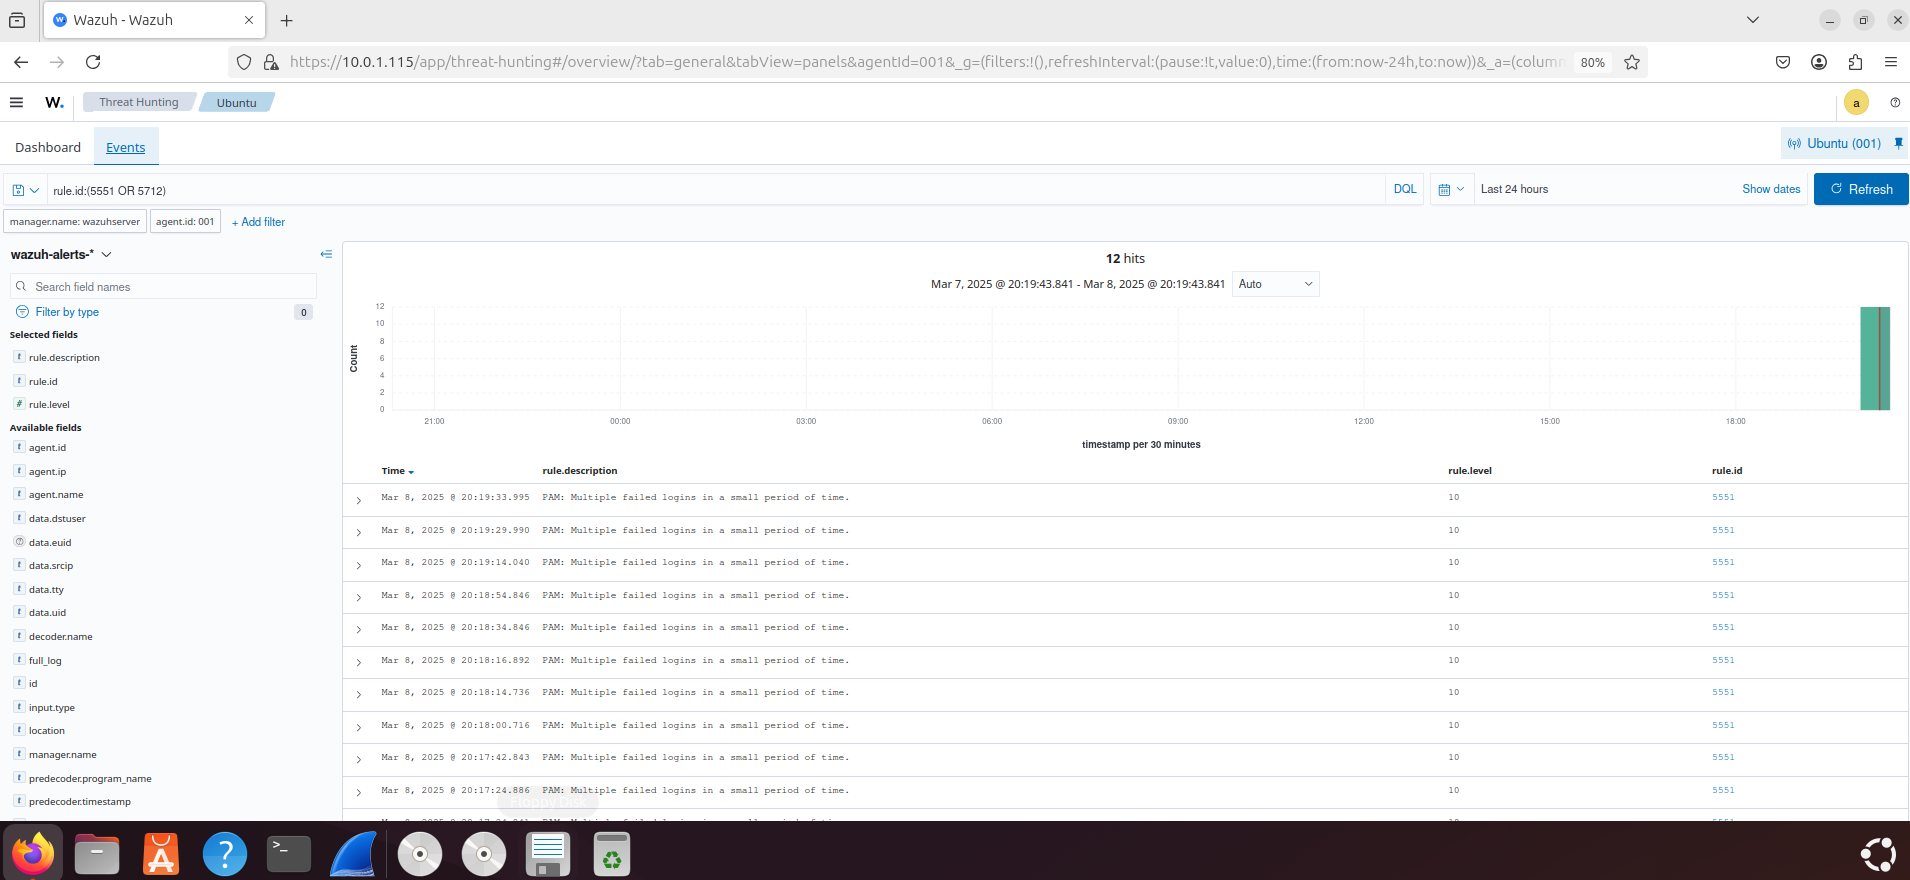 Wazuh - Wazuh
https://10.0.1.115/app/threat-hunting#/overview/?tab=general&tabView=panels&agentId=001&_g=(filters:!(),refreshInterval:(pause:!t,value:0),time:(from:now-24h,to:now))&_a=(column
80%
W.
Threat Hunting
Ubuntu
a
Dashboard
Events
Ubuntu (001)
rule.id:(5551 OR 5712)
DQL
Last 24 hours
Show dates
Refresh
manager.name: wazuhserver
agent.id: 001
+ Add filter
wazuh-alerts-*
Search field names
Filter by type
0
Selected fields
t rule.description
t rule.id
# rule.level
Available fields
t agent.id
t agent.ip
t agent.name
t data.dstuser
data.euid
t data.srcip
t data.tty
t data.uid
t decoder.name
t full_log
t id
t input.type
t location
t manager.name
t predecoder.program_name
t predecoder.timestamp
12 hits
Mar 7, 2025 @ 20:19:43.841 - Mar 8, 2025 @ 20:19:43.841
Auto
Count
12
10
8
6
4
2
0
21:00 00:00 03:00 06:00 09:00 12:00 15:00 18:00
timestamp per 30 minutes
Time rule.description rule.level rule.id
Mar 8, 2025 @ 20:19:33.995 PAM: Multiple failed logins in a small period of time. 10 5551
Mar 8, 2025 @ 20:19:29.990 PAM: Multiple failed logins in a small period of time. 10 5551
Mar 8, 2025 @ 20:19:14.040 PAM: Multiple failed logins in a small period of time. 10 5551
Mar 8, 2025 @ 20:18:54.846 PAM: Multiple failed logins in a small period of time. 10 5551
Mar 8, 2025 @ 20:18:34.846 PAM: Multiple failed logins in a small period of time. 10 5551
Mar 8, 2025 @ 20:18:16.892 PAM: Multiple failed logins in a small period of time. 10 5551
Mar 8, 2025 @ 20:18:14.736 PAM: Multiple failed logins in a small period of time. 10 5551
Mar 8, 2025 @ 20:18:00.716 PAM: Multiple failed logins in a small period of time. 10 5551
Mar 8, 2025 @ 20:17:42.843 PAM: Multiple failed logins in a small period of time. 10 5551
Mar 8, 2025 @ 20:17:24.886 PAM: Multiple failed logins in a small period of time. 10 5551
Floppy Disk